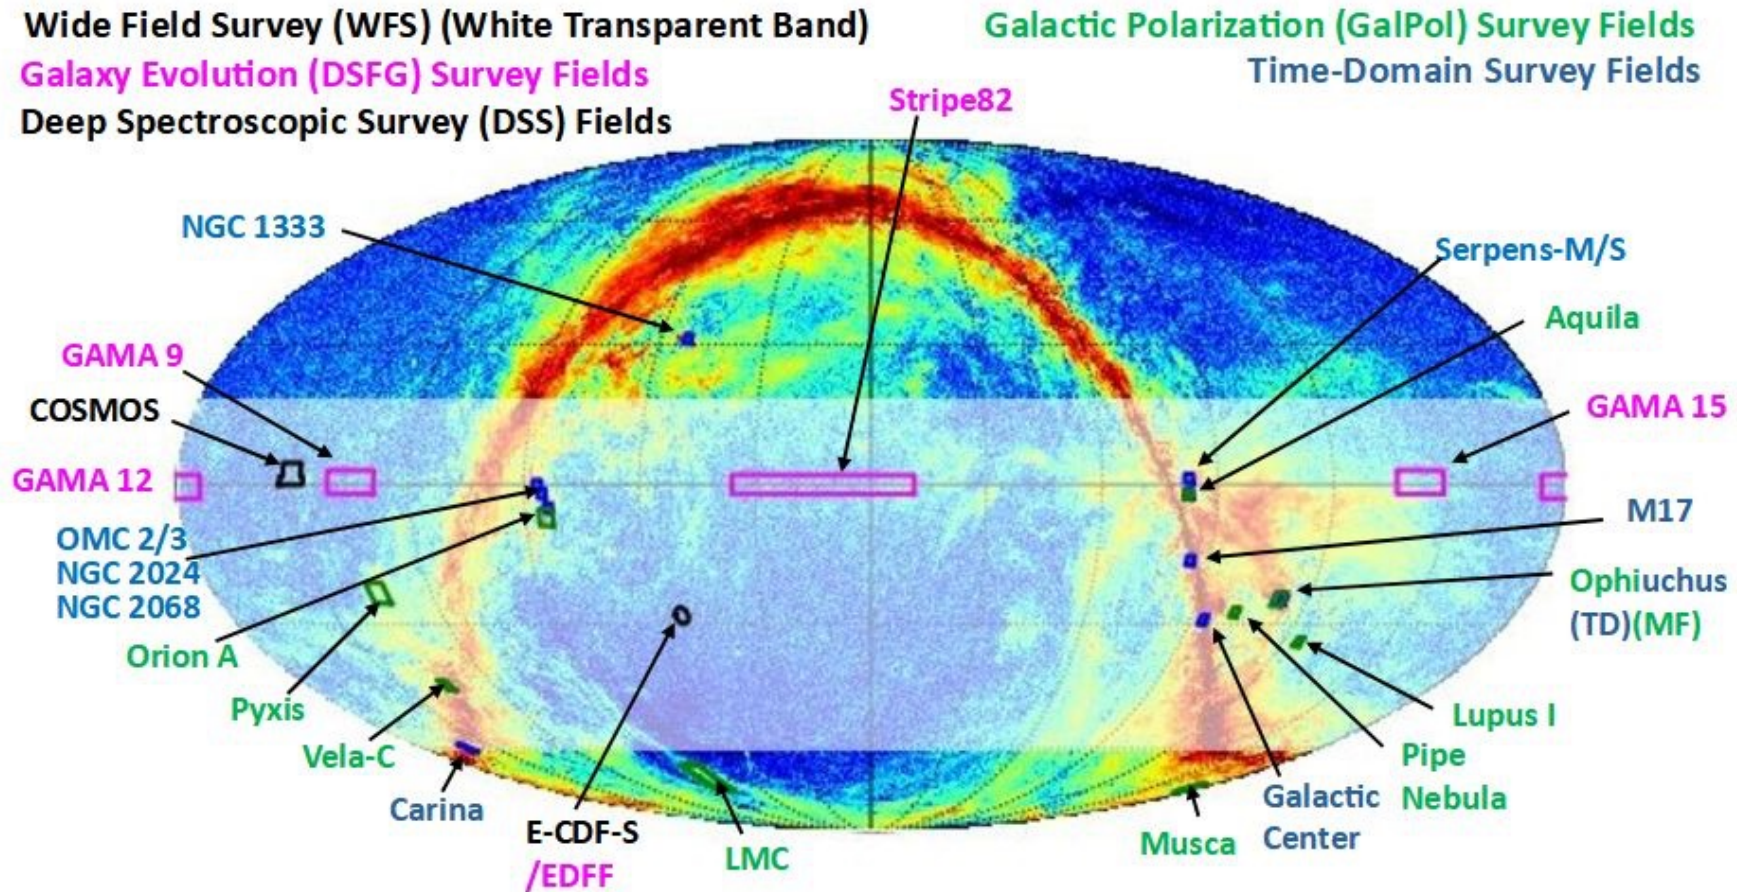 Wide Field Survey (WFS) (White Transparent Band)
Galactic Polarization (GalPol) Survey Fields
Galaxy Evolution (DSFG) Survey Fields
Time-Domain Survey Fields
Deep Spectroscopic Survey (DSS) Fields
Stripe82
NGC 1333
Serpens-M/S
Aquila
GAMA 9
COSMOS
GAMA 15
GAMA 12
M17
OMC 2/3
NGC 2024
NGC 2068
Ophiuchus
(TD)(MF)
Orion A
Pyxis
Lupus I
Vela-C
Pipe
Nebula
Carina
Galactic
Center
E-CDF-S
/EDFF
LMC
Musca